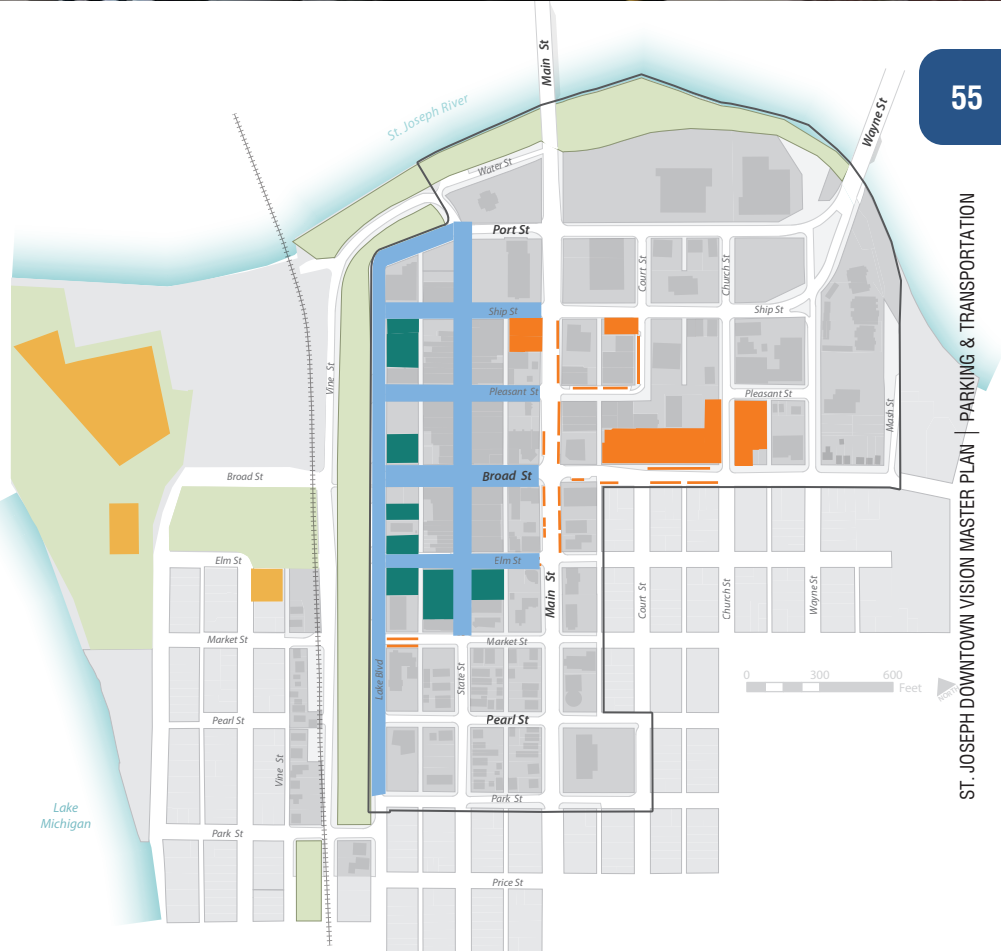 55
ST. JOSEPH DOWNTOWN VISION MASTER PLAN | PARKING & TRANSPORTATION
Main St
Wayne St
St. Joseph River
Water St
Port St
Court St
Church St
Ship St
Ship St
Vine St
Pleasant St
Pleasant St
Mash St
Broad St
Broad St
Elm St
Elm St
Main St
Court St
Church St
Wayne St
Market St
Market St
Lake Blvd
State St
0 300 600
Feet
NORTH
Pearl St
Pearl St
Vine St
Lake
Michigan
Park St
Park St
Price St